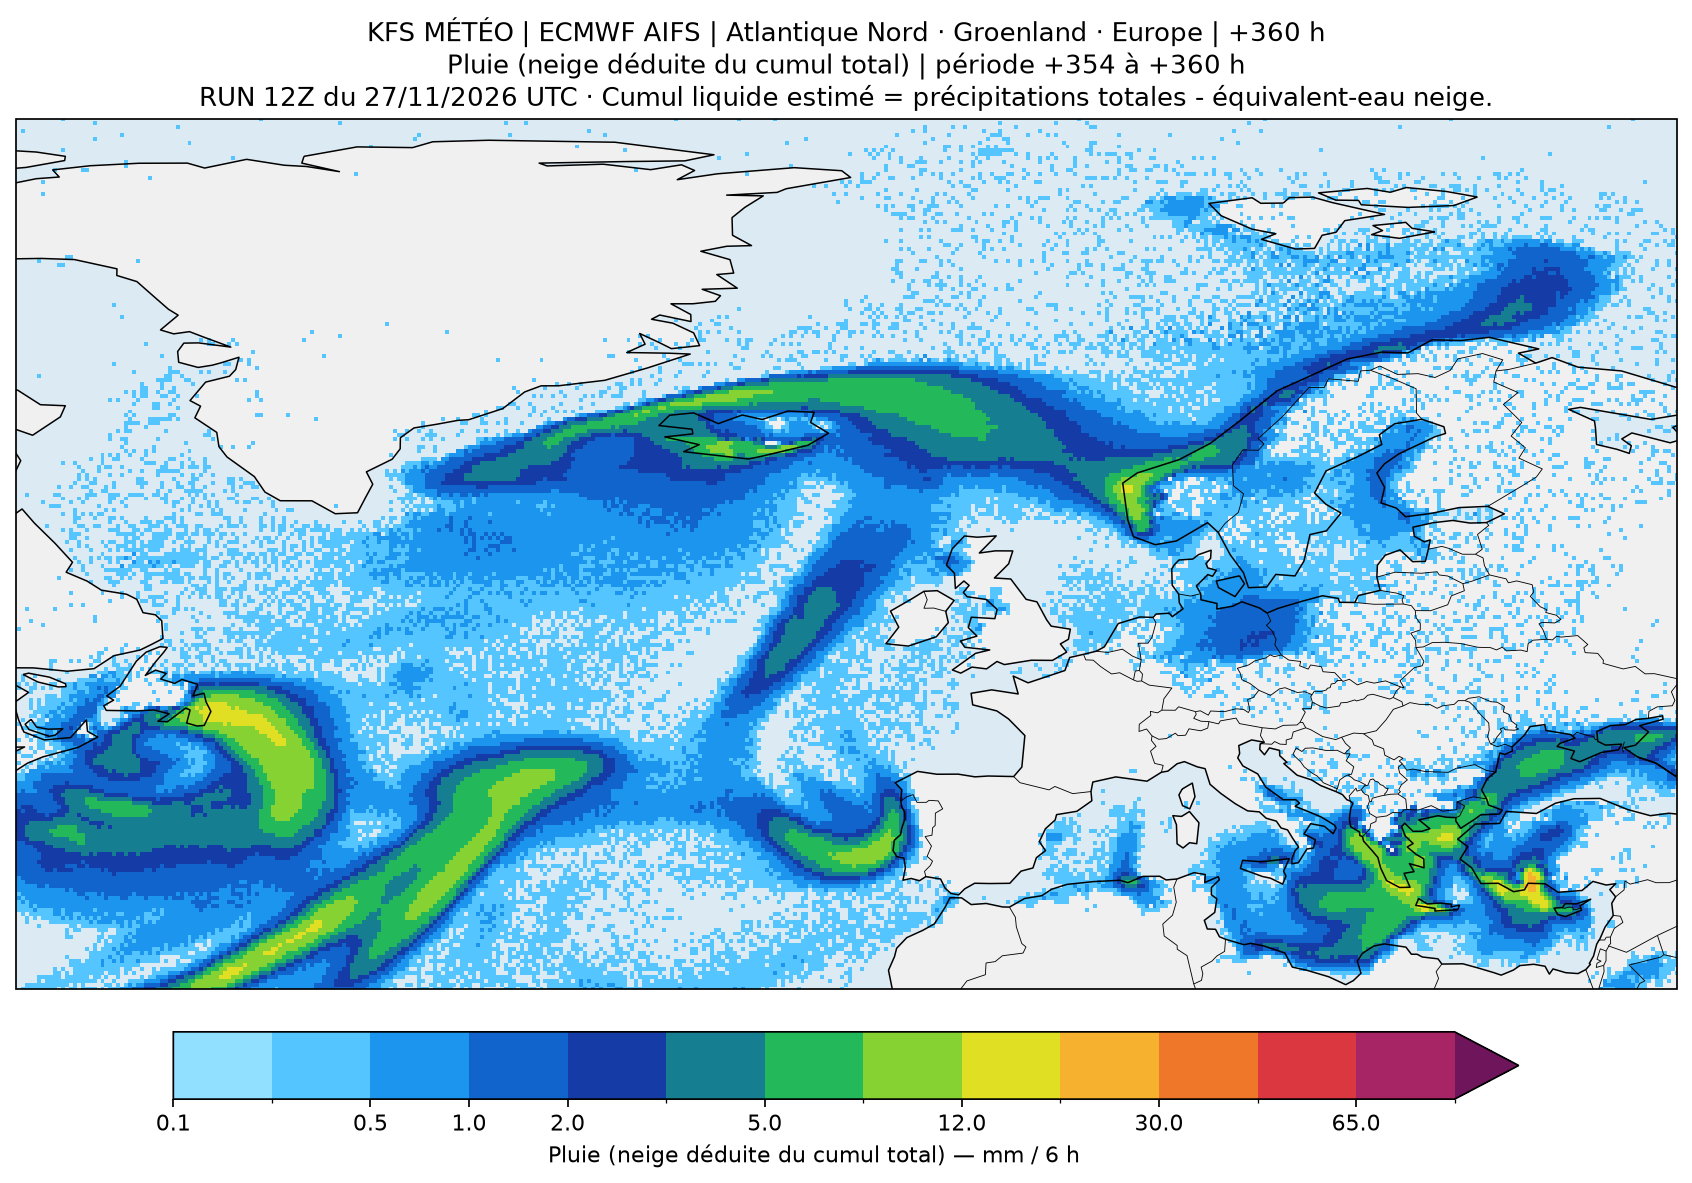 KFS MÉTÉO | ECMWF AIFS | Atlantique Nord · Groenland · Europe | +360 h
Pluie (neige déduite du cumul total) | période +354 à +360 h
RUN 12Z du 27/11/2026 UTC · Cumul liquide estimé = précipitations totales - équivalent-eau neige.
0.1 0.5 1.0 2.0 5.0 12.0 30.0 65.0
Pluie (neige déduite du cumul total) — mm / 6 h